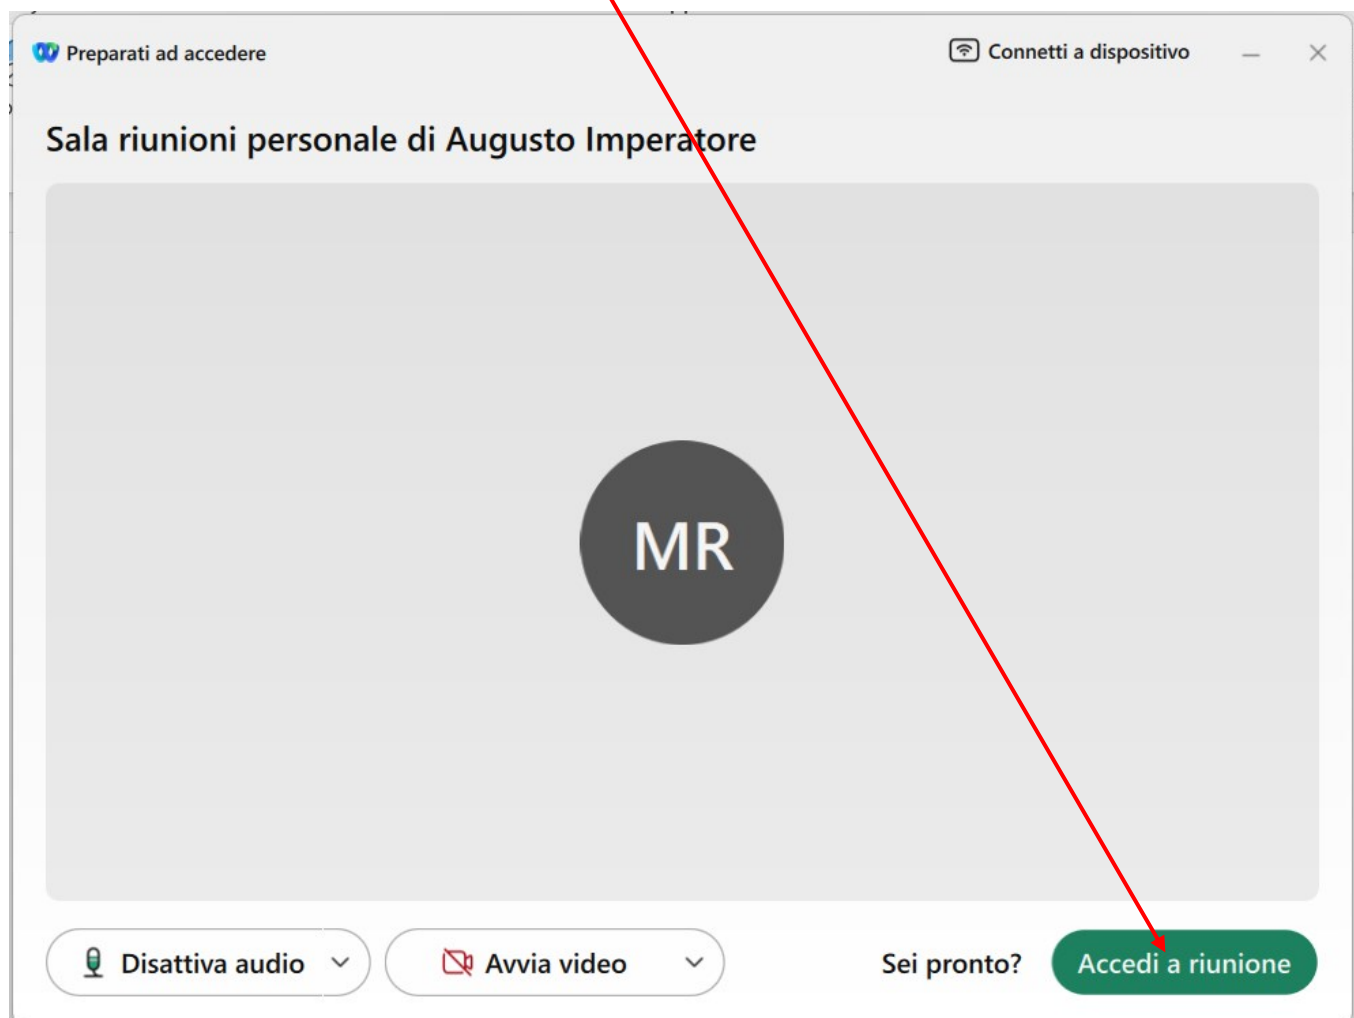 Preparati ad accedere
Connetti a dispositivo
Sala riunioni personale di Augusto Imperatore
MR
Disattiva audio
Avvia video
Sei pronto?
Accedi a riunione